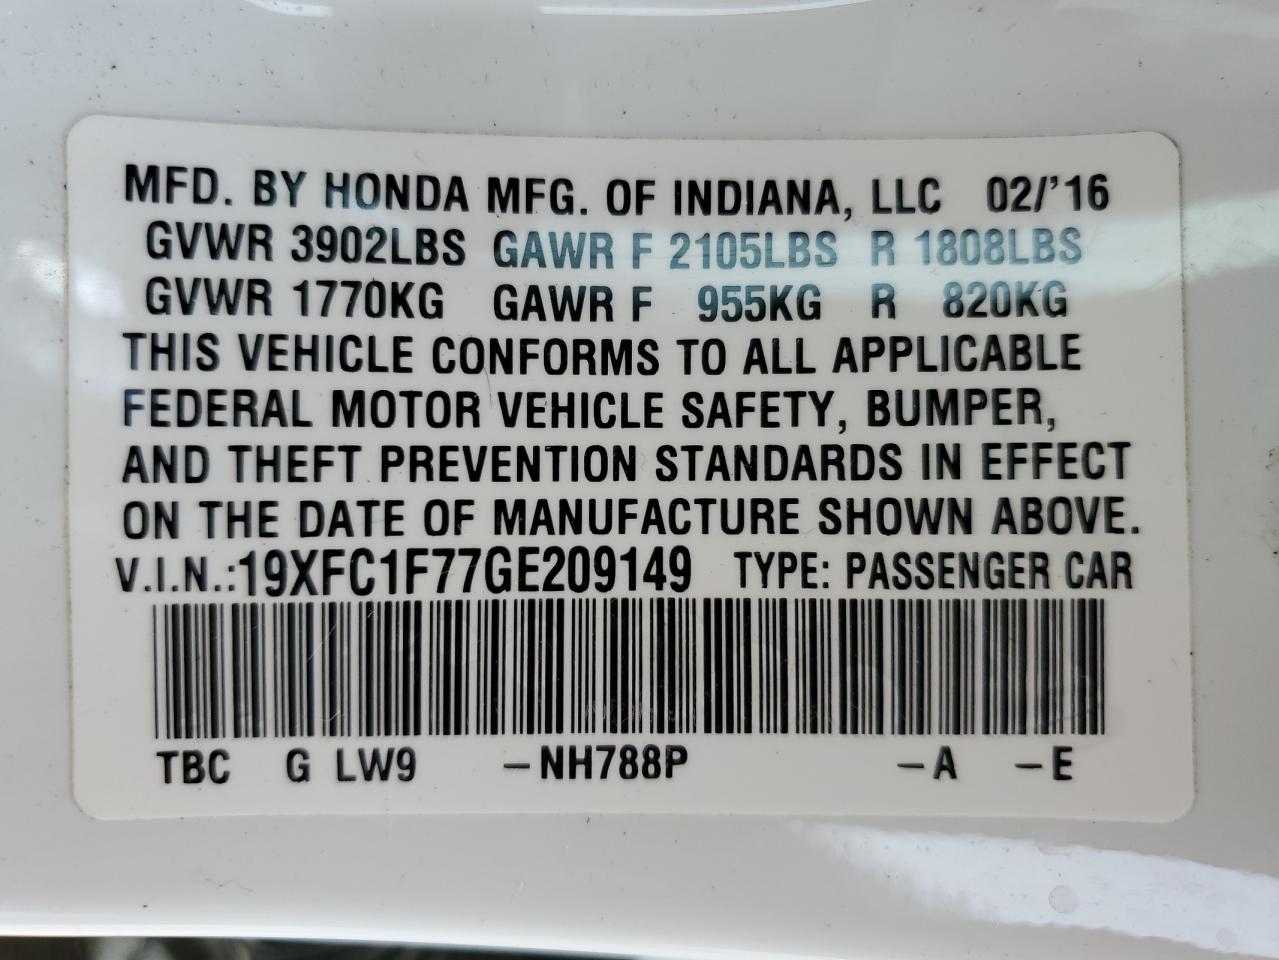 MFD. BY HONDA MFG. OF INDIANA, LLC 02/'16
GVWR 3902LBS GAWR F 2105LBS R 1808LBS
GVWR 1770KG GAWR F 955KG R 820KG
THIS VEHICLE CONFORMS TO ALL APPLICABLE
FEDERAL MOTOR VEHICLE SAFETY, BUMPER,
AND THEFT PREVENTION STANDARDS IN EFFECT
ON THE DATE OF MANUFACTURE SHOWN ABOVE.
V.I.N.:19XFC1F77GE209149 TYPE: PASSENGER CAR
TBC G LW9 –NH788P –A –E